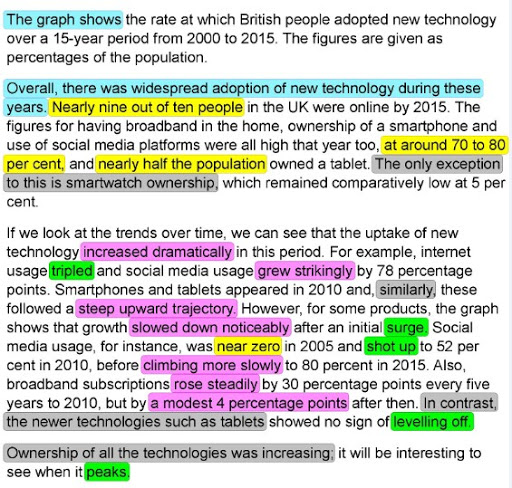 The graph shows the rate at which British people adopted new technology
over a 15-year period from 2000 to 2015. The figures are given as
percentages of the population.
Overall, there was widespread adoption of new technology during these
years. Nearly nine out of ten people in the UK were online by 2015. The
figures for having broadband in the home, ownership of a smartphone and
use of social media platforms were all high that year too, at around 70 to 80
per cent, and nearly half the population owned a tablet. The only exception
to this is smartwatch ownership, which remained comparatively low at 5 per
cent.
If we look at the trends over time, we can see that the uptake of new
technology increased dramatically in this period. For example, internet
usage tripled and social media usage grew strikingly by 78 percentage
points. Smartphones and tablets appeared in 2010 and, similarly, these
followed a steep upward trajectory. However, for some products, the graph
shows that growth slowed down noticeably after an initial surge. Social
media usage, for instance, was near zero in 2005 and shot up to 52 per
cent in 2010, before climbing more slowly to 80 percent in 2015. Also,
broadband subscriptions rose steadily by 30 percentage points every five
years to 2010, but by a modest 4 percentage points after then. In contrast,
the newer technologies such as tablets showed no sign of levelling off.
Ownership of all the technologies was increasing; it will be interesting to
see when it peaks.